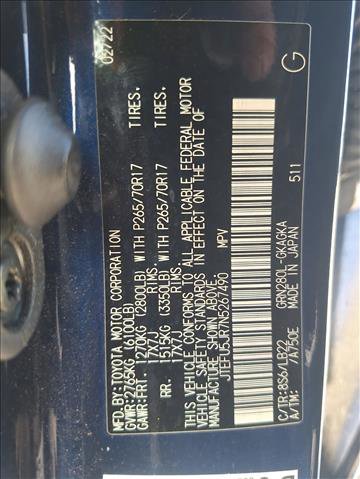 MFD.BY:TOYOTA MOTOR CORPORATION 02/22
GVWR:2765KG (6100LB)
GAWR:FRT. 1270KG (2800LB) WITH P265/70R17 TIRES.
17X7J RIMS.
RR. 1515KG (3350LB) WITH P265/70R17 TIRES.
17X7J RIMS.
THIS VEHICLE CONFORMS TO ALL APPLICABLE FEDERAL MOTOR
VEHICLE SAFETY STANDARDS IN EFFECT ON THE DATE OF
MANUFACTURE SHOWN ABOVE.
JTEFU5JR7N5267490 MPV
C/TR:8S6/LB22 GRN280L-GKAGKA
A/TM: /A750E MADE IN JAPAN
511
G